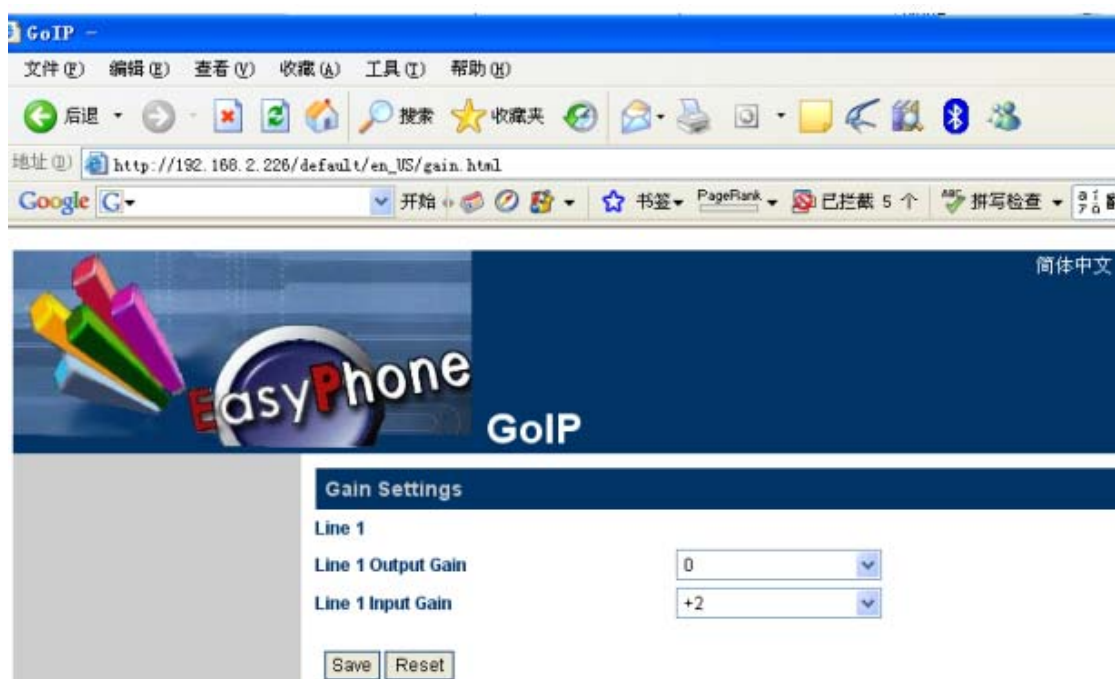 GoIP -
文件(F) 编辑(E) 查看(V) 收藏(A) 工具(T) 帮助(H)
后退 搜索 收藏夹
地址(D) http://192.168.2.226/default/en_US/gain.html
Google G 开始 书签 PageRank 已拦截 5 个 ABC 拼写检查
简体中文
EasyPhone
GoIP
Gain Settings
Line 1
Line 1 Output Gain 0
Line 1 Input Gain +2
Save Reset